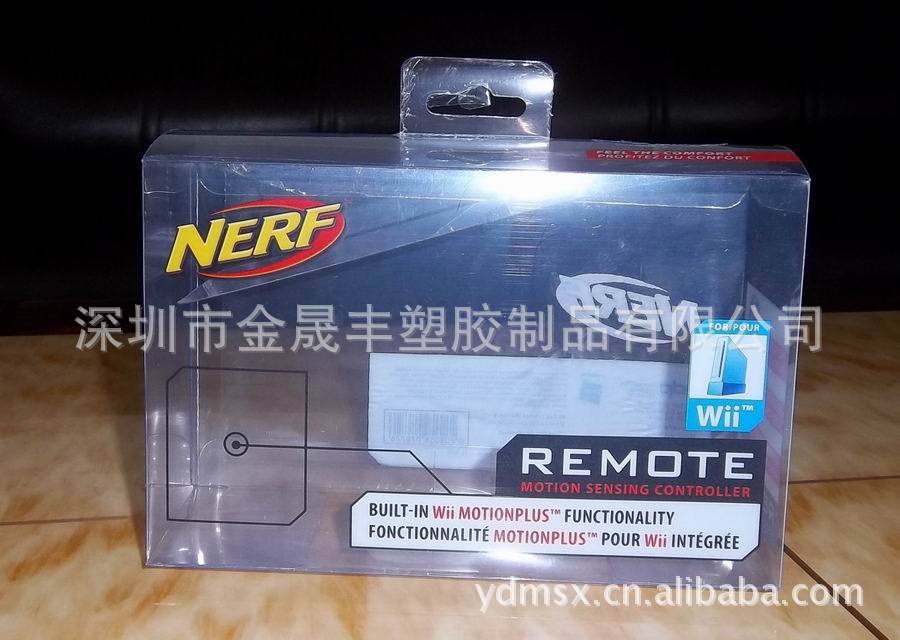 FEEL THE COMFORT
PROFITEZ DU CONFORT
NERF
NERF
深圳市金晟丰塑胶制品有限公司
FOR/POUR
Wii™
REMOTE
MOTION SENSING CONTROLLER
BUILT-IN Wii MOTIONPLUS™ FUNCTIONALITY
FONCTIONNALITÉ MOTIONPLUS™ POUR Wii INTÉGRÉE
ydmsx.cn.alibaba.com